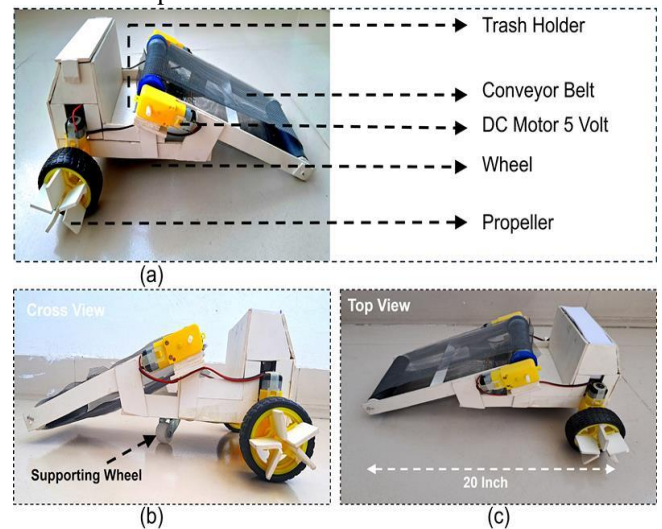 Trash Holder
Conveyor Belt
DC Motor 5 Volt
Wheel
Propeller
(a)
Cross View
Supporting Wheel
(b)
Top View
20 Inch
(c)